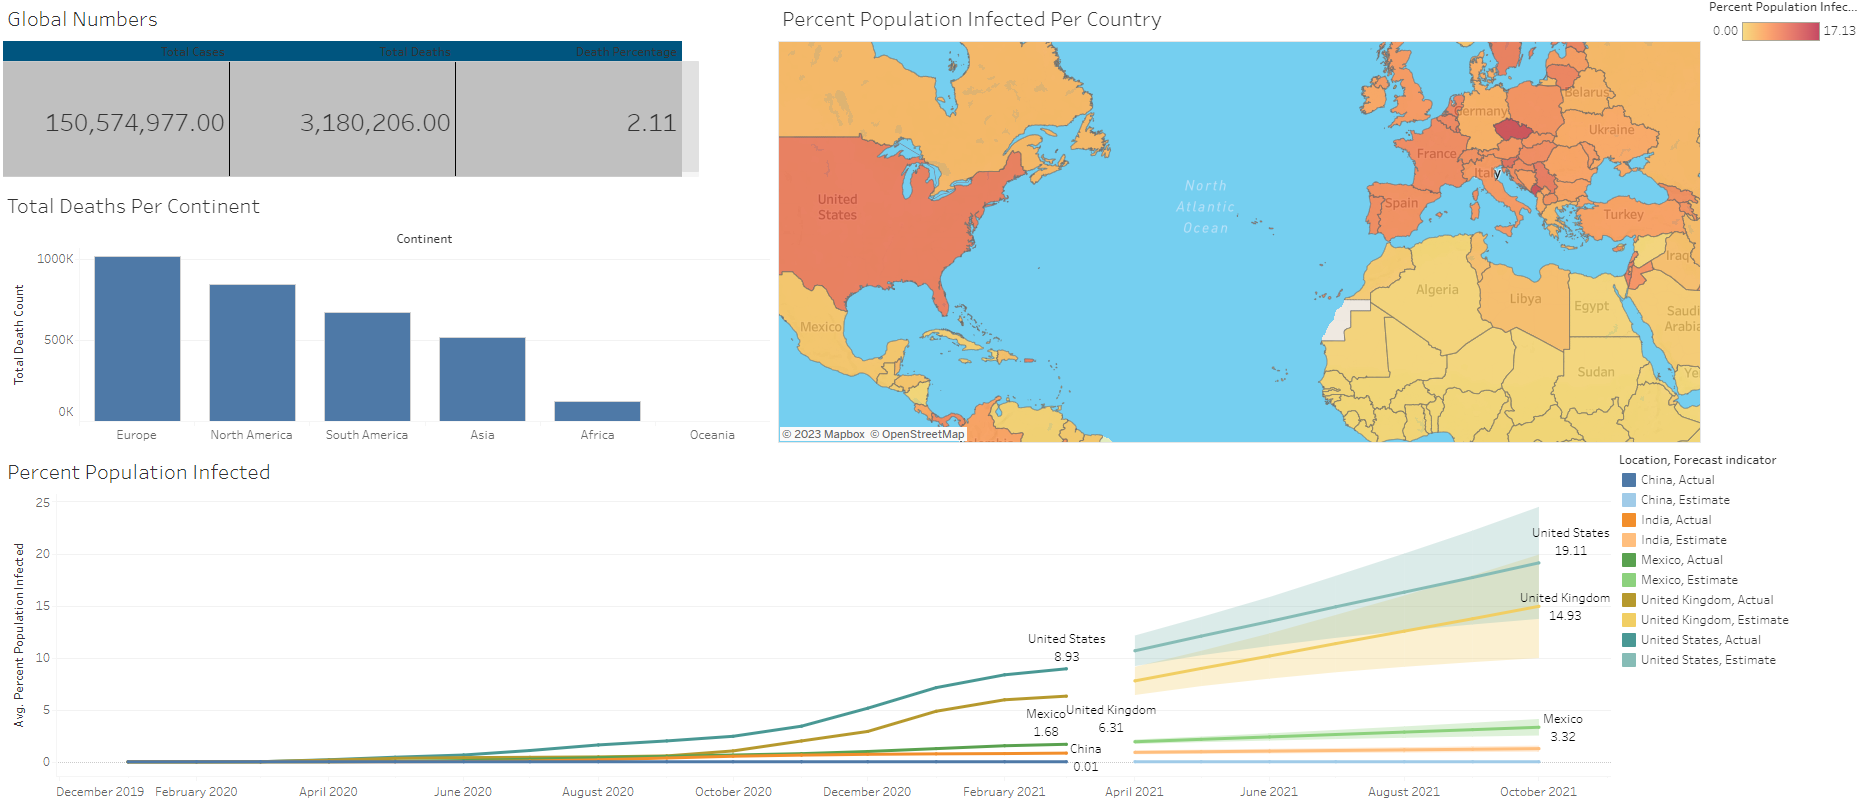 Global Numbers
Total Cases
Total Deaths
Death Percentage
150,574,977.00
3,180,206.00
2.11
Total Deaths Per Continent
Continent
Total Death Count
1000K
500K
0K
Europe
North America
South America
Asia
Africa
Oceania
Percent Population Infected Per Country
Percent Population Infec...
0.00
17.13
United
States
Mexico
North
Atlantic
Ocean
Belarus
Germany
Ukraine
France
Italy
Spain
Turkey
Iraq
Algeria
Libya
Egypt
Saudi
Arabia
Sudan
Ye
© 2023 Mapbox © OpenStreetMap
Percent Population Infected
Avg. Percent Population Infected
25
20
15
10
5
0
United States
8.93
United Kingdom
6.31
Mexico
1.68
China
0.01
United States
19.11
United Kingdom
14.93
Mexico
3.32
December 2019
February 2020
April 2020
June 2020
August 2020
October 2020
December 2020
February 2021
April 2021
June 2021
August 2021
October 2021
Location, Forecast indicator
China, Actual
China, Estimate
India, Actual
India, Estimate
Mexico, Actual
Mexico, Estimate
United Kingdom, Actual
United Kingdom, Estimate
United States, Actual
United States, Estimate